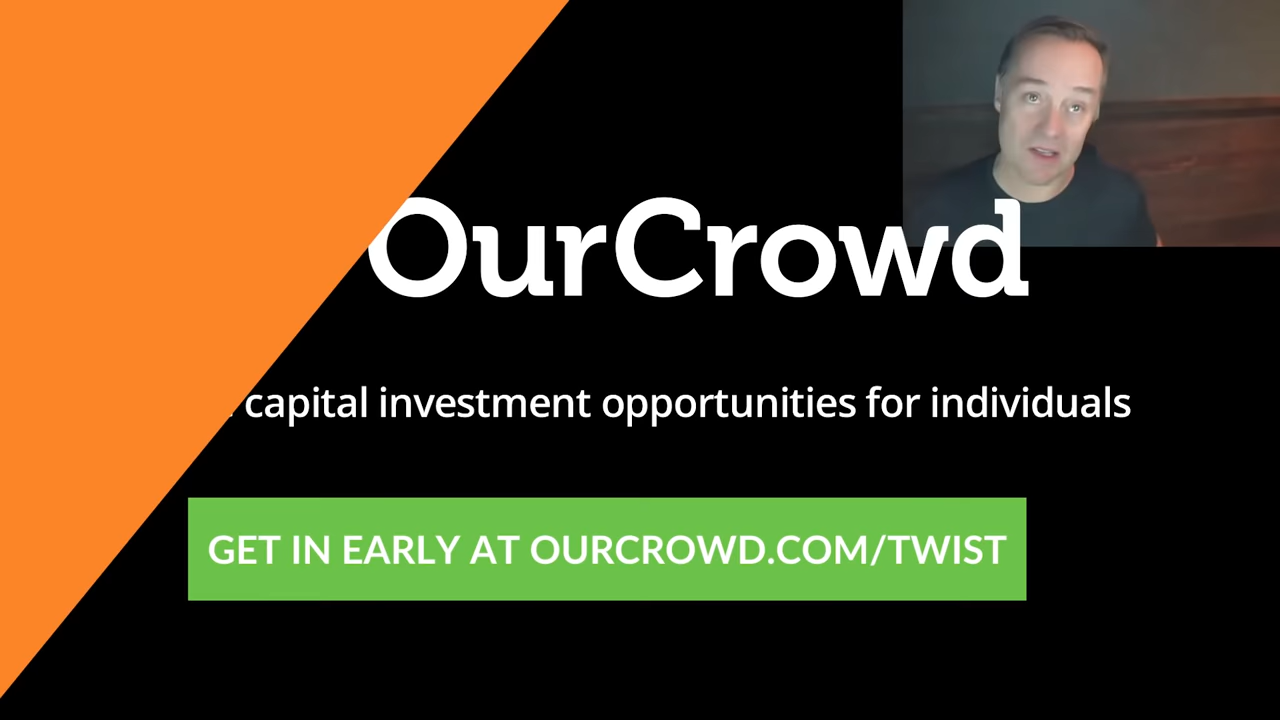 OurCrowd
capital investment opportunities for individuals
GET IN EARLY AT OURCROWD.COM/TWIST